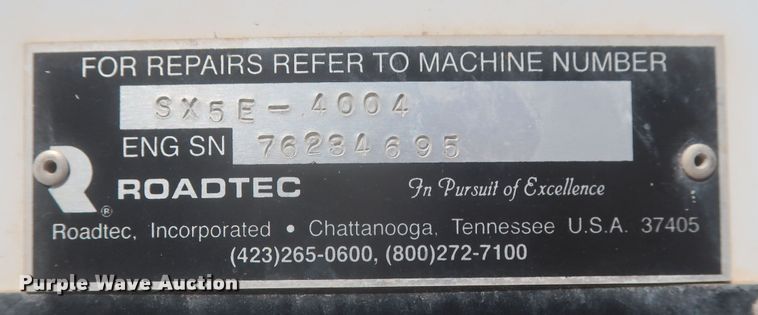 FOR REPAIRS REFER TO MACHINE NUMBER
SX5E-4004
ENG SN 76234695
R® ROADTEC In Pursuit of Excellence
Roadtec, Incorporated • Chattanooga, Tennessee U.S.A. 37405
(423)265-0600, (800)272-7100
Purple Wave Auction